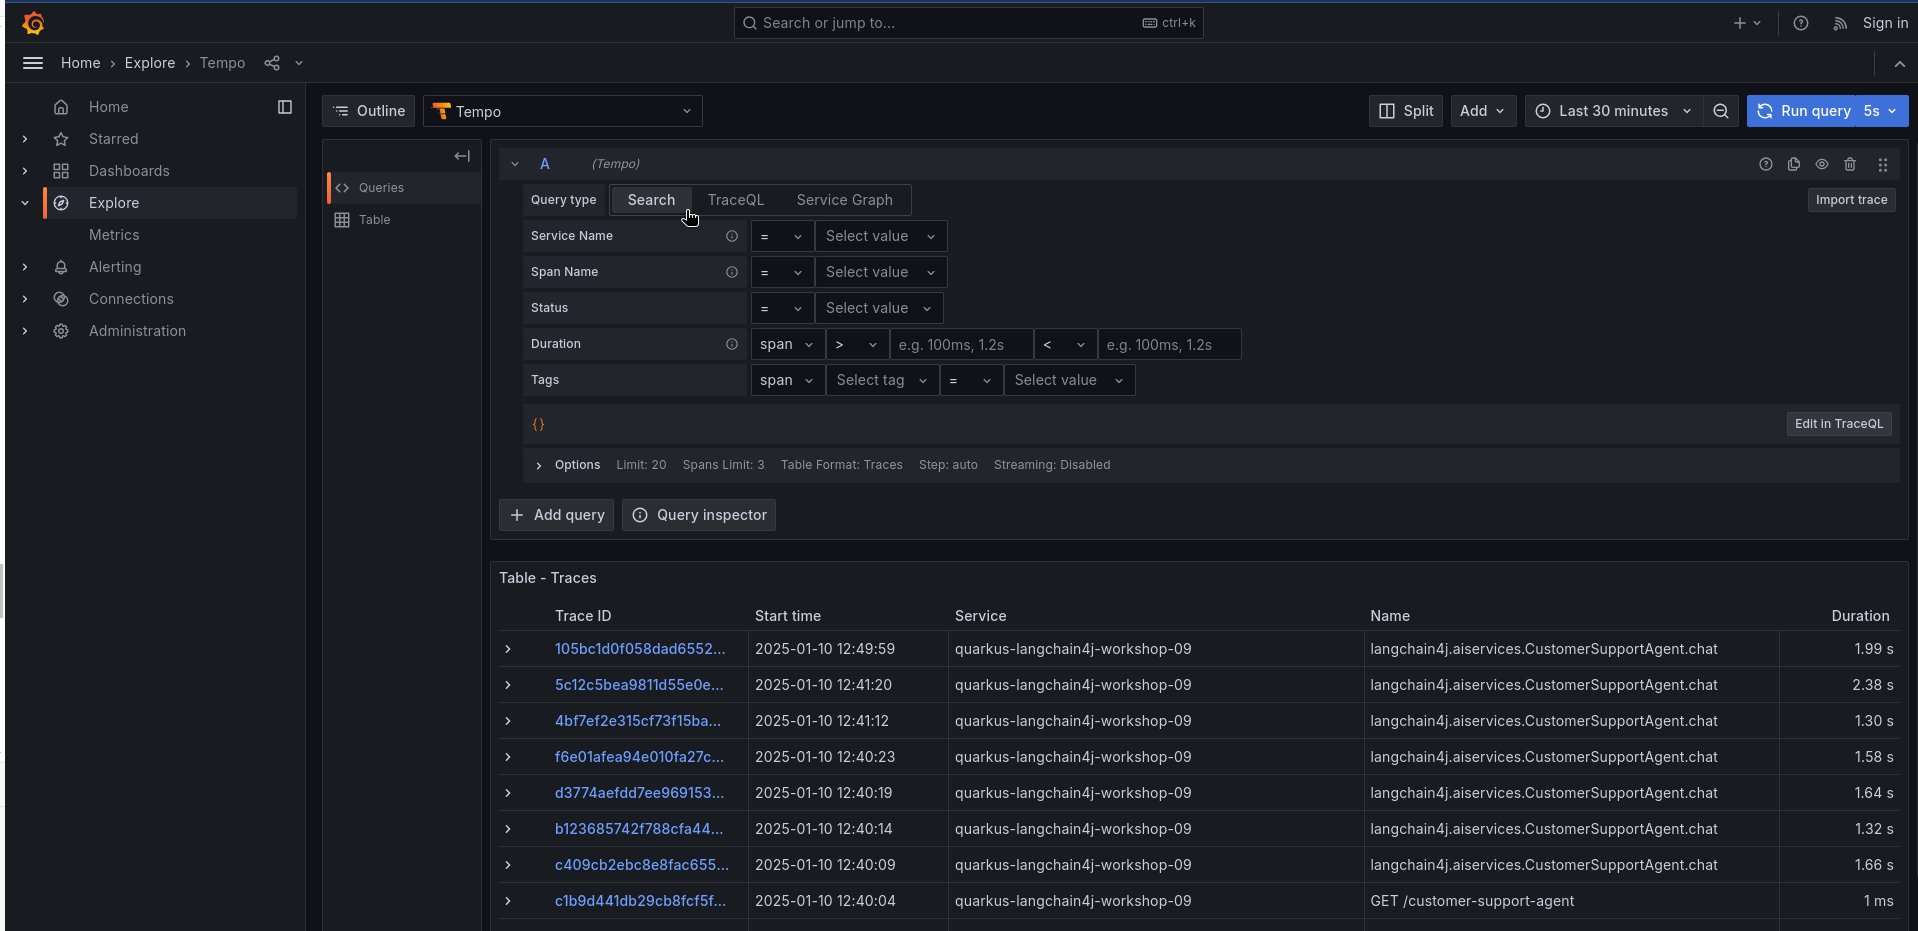 Search or jump to... ctrl+k Sign in
Home › Explore › Tempo
Home
Starred
Dashboards
Explore
Metrics
Alerting
Connections
Administration
Outline Tempo Split Add Last 30 minutes Run query 5s
Queries
Table
A (Tempo)
Query type Search TraceQL Service Graph Import trace
Service Name = Select value
Span Name = Select value
Status = Select value
Duration span > e.g. 100ms, 1.2s < e.g. 100ms, 1.2s
Tags span Select tag = Select value
{} Edit in TraceQL
Options Limit: 20 Spans Limit: 3 Table Format: Traces Step: auto Streaming: Disabled
+ Add query Query inspector
Table - Traces
Trace ID Start time Service Name Duration
105bc1d0f058dad6552... 2025-01-10 12:49:59 quarkus-langchain4j-workshop-09 langchain4j.aiservices.CustomerSupportAgent.chat 1.99 s
5c12c5bea9811d55e0e... 2025-01-10 12:41:20 quarkus-langchain4j-workshop-09 langchain4j.aiservices.CustomerSupportAgent.chat 2.38 s
4bf7ef2e315cf73f15ba... 2025-01-10 12:41:12 quarkus-langchain4j-workshop-09 langchain4j.aiservices.CustomerSupportAgent.chat 1.30 s
f6e01afea94e010fa27c... 2025-01-10 12:40:23 quarkus-langchain4j-workshop-09 langchain4j.aiservices.CustomerSupportAgent.chat 1.58 s
d3774aefdd7ee969153... 2025-01-10 12:40:19 quarkus-langchain4j-workshop-09 langchain4j.aiservices.CustomerSupportAgent.chat 1.64 s
b123685742f788cfa44... 2025-01-10 12:40:14 quarkus-langchain4j-workshop-09 langchain4j.aiservices.CustomerSupportAgent.chat 1.32 s
c409cb2ebc8e8fac655... 2025-01-10 12:40:09 quarkus-langchain4j-workshop-09 langchain4j.aiservices.CustomerSupportAgent.chat 1.66 s
c1b9d441db29cb8fcf5f... 2025-01-10 12:40:04 quarkus-langchain4j-workshop-09 GET /customer-support-agent 1 ms